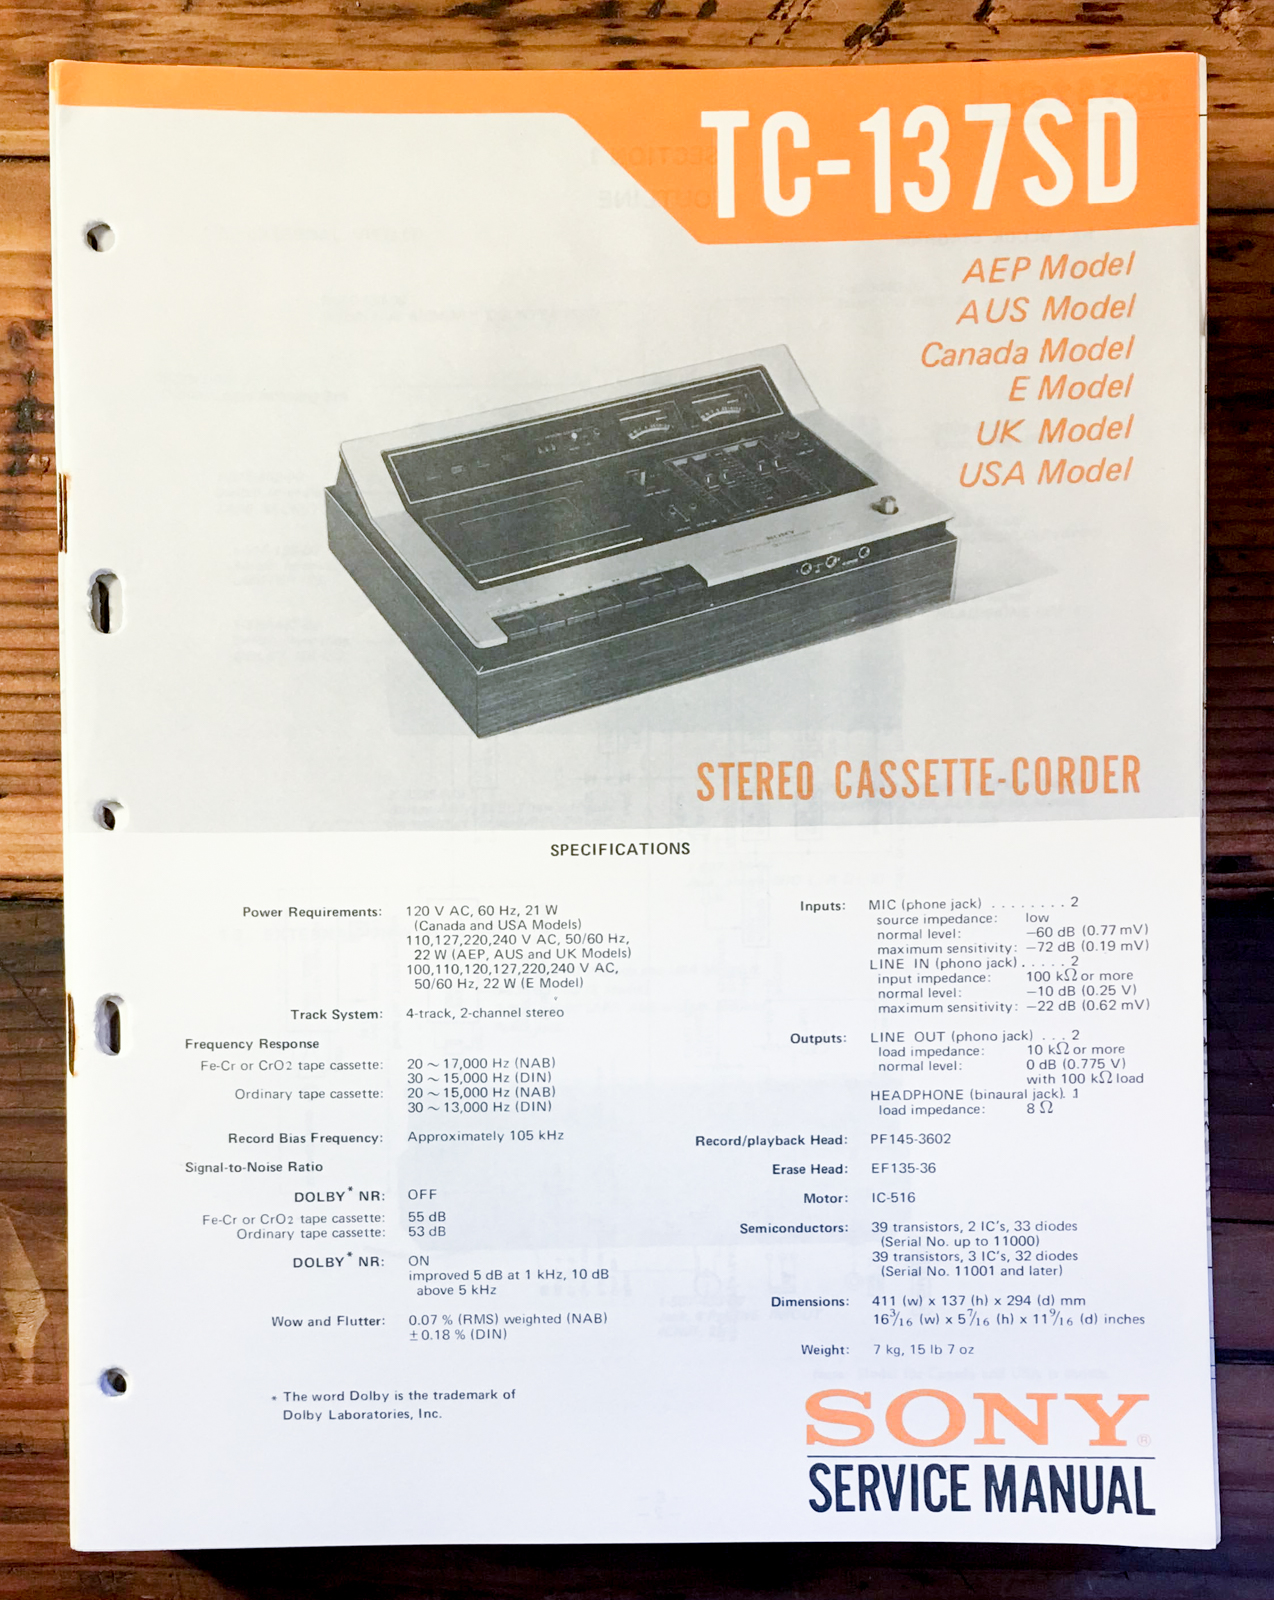 TC-137SD
AEP Model
AUS Model
Canada Model
E Model
UK Model
USA Model
SONY
STEREO CASSETTE-CORDER
SPECIFICATIONS
Power Requirements: 120 V AC, 60 Hz, 21 W
(Canada and USA Models)
110,127,220,240 V AC, 50/60 Hz,
22 W (AEP, AUS and UK Models)
100,110,120,127,220,240 V AC,
50/60 Hz, 22 W (E Model)
Track System: 4-track, 2-channel stereo
Frequency Response
Fe-Cr or CrO2 tape cassette: 20 ~ 17,000 Hz (NAB)
30 ~ 15,000 Hz (DIN)
Ordinary tape cassette: 20 ~ 15,000 Hz (NAB)
30 ~ 13,000 Hz (DIN)
Record Bias Frequency: Approximately 105 kHz
Signal-to-Noise Ratio
DOLBY* NR: OFF
Fe-Cr or CrO2 tape cassette: 55 dB
Ordinary tape cassette: 53 dB
DOLBY* NR: ON
improved 5 dB at 1 kHz, 10 dB
above 5 kHz
Wow and Flutter: 0.07 % (RMS) weighted (NAB)
±0.18 % (DIN)
* The word Dolby is the trademark of
Dolby Laboratories, Inc.
Inputs: MIC (phone jack) . . . . . . . . 2
source impedance: low
normal level: −60 dB (0.77 mV)
maximum sensitivity: −72 dB (0.19 mV)
LINE IN (phono jack) . . . . . 2
input impedance: 100 kΩ or more
normal level: −10 dB (0.25 V)
maximum sensitivity: −22 dB (0.62 mV)
Outputs: LINE OUT (phono jack) . . . 2
load impedance: 10 kΩ or more
normal level: 0 dB (0.775 V)
with 100 kΩ load
HEADPHONE (binaural jack). 1
load impedance: 8 Ω
Record/playback Head: PF145-3602
Erase Head: EF135-36
Motor: IC-516
Semiconductors: 39 transistors, 2 IC's, 33 diodes
(Serial No. up to 11000)
39 transistors, 3 IC's, 32 diodes
(Serial No. 11001 and later)
Dimensions: 411 (w) x 137 (h) x 294 (d) mm
16 3/16 (w) x 5 7/16 (h) x 11 9/16 (d) inches
Weight: 7 kg, 15 lb 7 oz
SONY®
SERVICE MANUAL